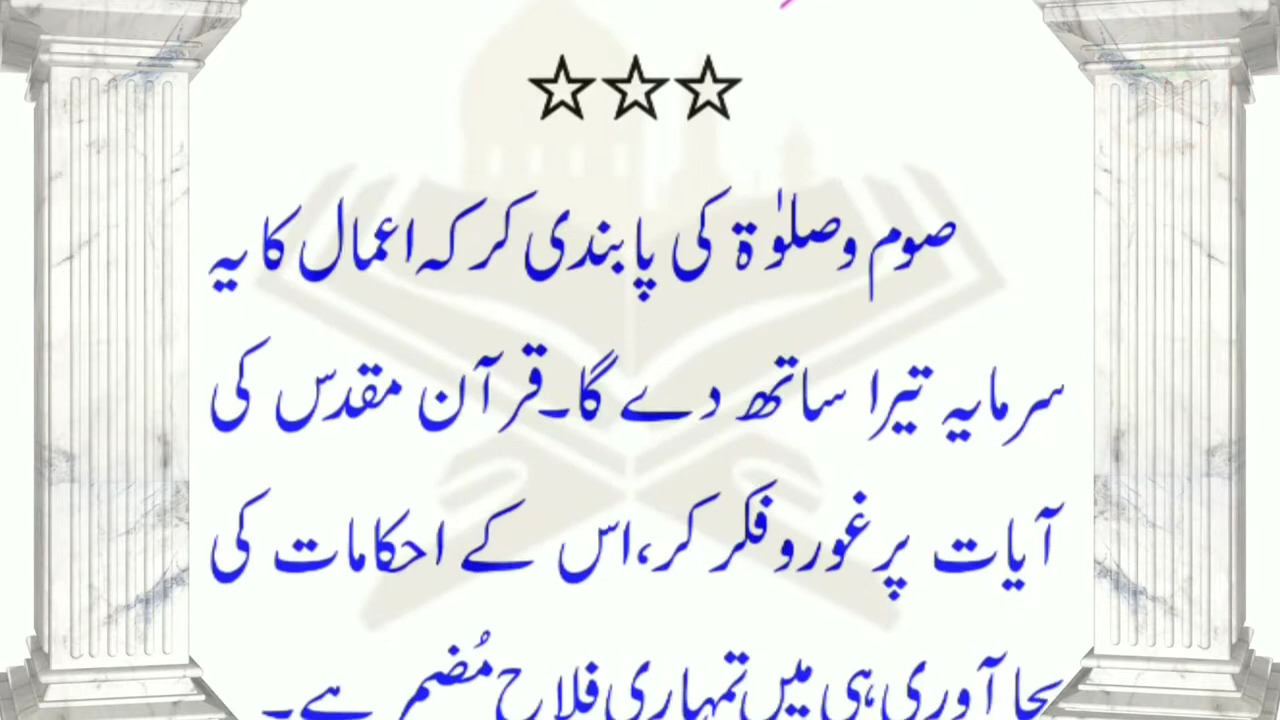 ☆☆☆
صوم وصلوٰۃ کی پابندی کر کہ اعمال کا یہ
سرمایہ تیرا ساتھ دے گا۔ قرآن مقدس کی
آیات پر غور و فکر کر، اس کے احکامات کی
بجا آوری ہی میں تمہاری فلاح مُضمر ہے۔